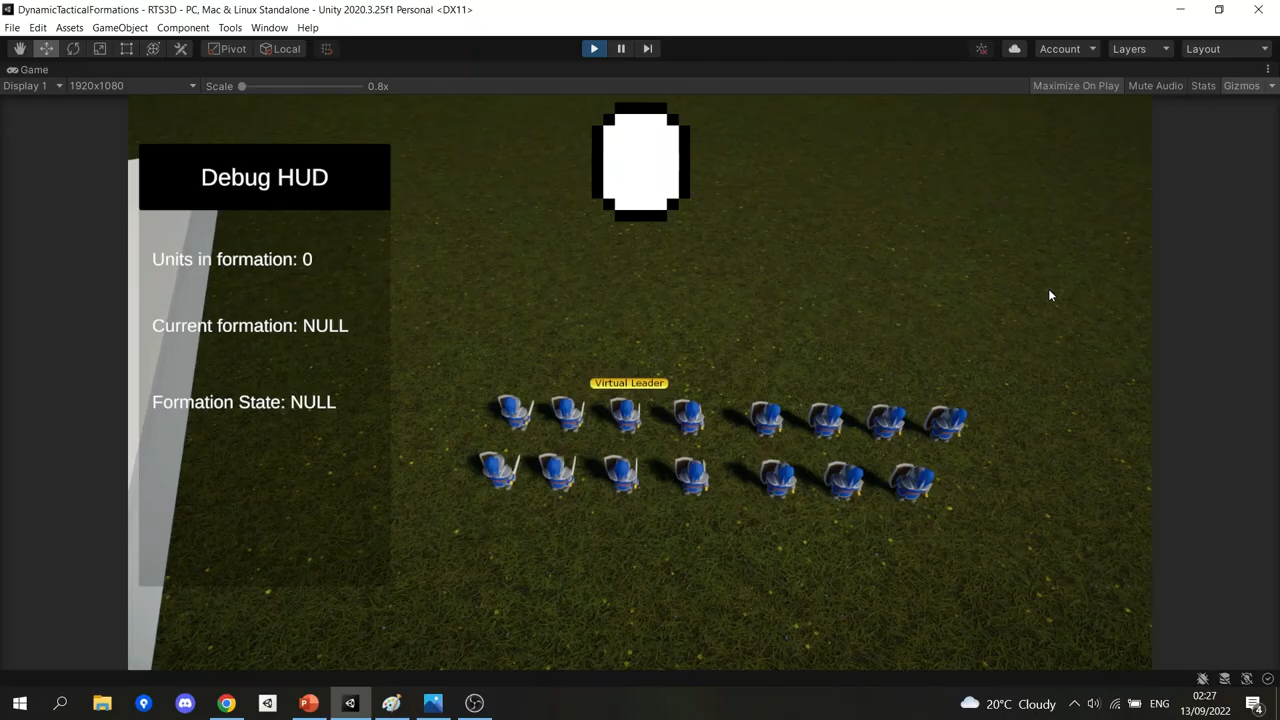 DynamicTacticalFormations - RTS3D - PC, Mac & Linux Standalone - Unity 2020.3.25f1 Personal <DX11>
File Edit Assets GameObject Component Tools Window Help
Pivot Local Account Layers Layout
Game
Display 1 1920x1080 Scale 0.8x Maximize On Play Mute Audio Stats Gizmos
Debug HUD
Units in formation: 0
Current formation: NULL
Virtual Leader
Formation State: NULL
20°C Cloudy ENG 02:27
13/09/2022 4